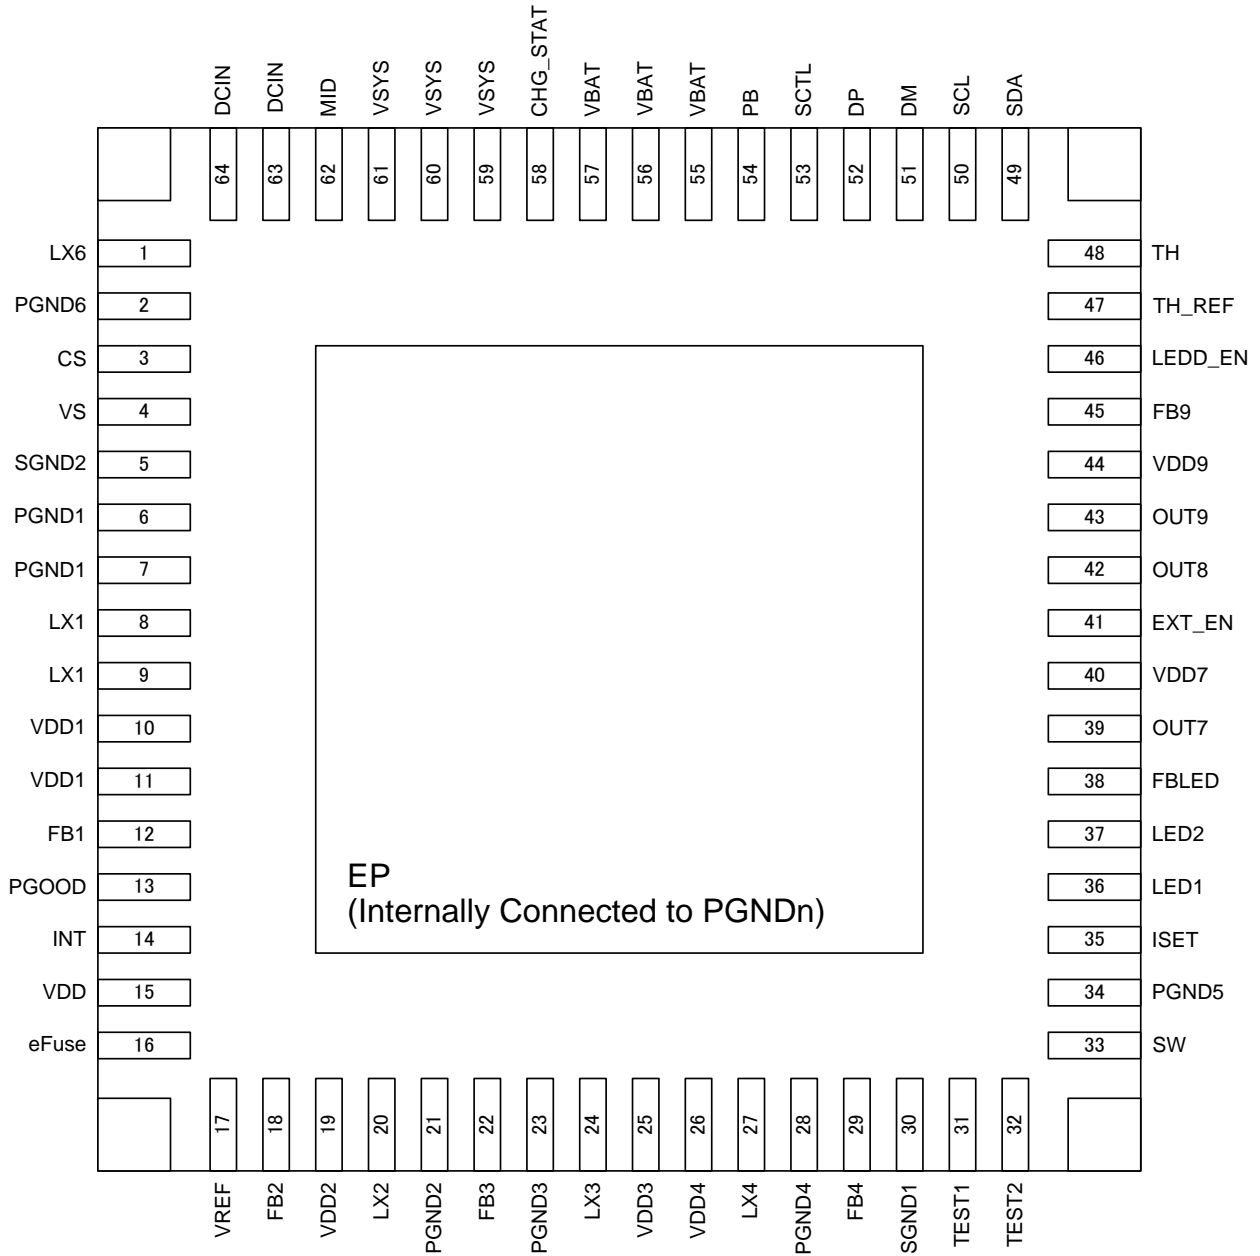 DCIN
DCIN
MID
VSYS
VSYS
VSYS
CHG_STAT
VBAT
VBAT
VBAT
PB
SCTL
DP
DM
SCL
SDA
64
63
62
61
60
59
58
57
56
55
54
53
52
51
50
49
LX6 1
PGND6 2
CS 3
VS 4
SGND2 5
PGND1 6
PGND1 7
LX1 8
LX1 9
VDD1 10
VDD1 11
FB1 12
PGOOD 13
INT 14
VDD 15
eFuse 16
48 TH
47 TH_REF
46 LEDD_EN
45 FB9
44 VDD9
43 OUT9
42 OUT8
41 EXT_EN
40 VDD7
39 OUT7
38 FBLED
37 LED2
36 LED1
35 ISET
34 PGND5
33 SW
EP
(Internally Connected to PGNDn)
17
18
19
20
21
22
23
24
25
26
27
28
29
30
31
32
VREF
FB2
VDD2
LX2
PGND2
FB3
PGND3
LX3
VDD3
VDD4
LX4
PGND4
FB4
SGND1
TEST1
TEST2